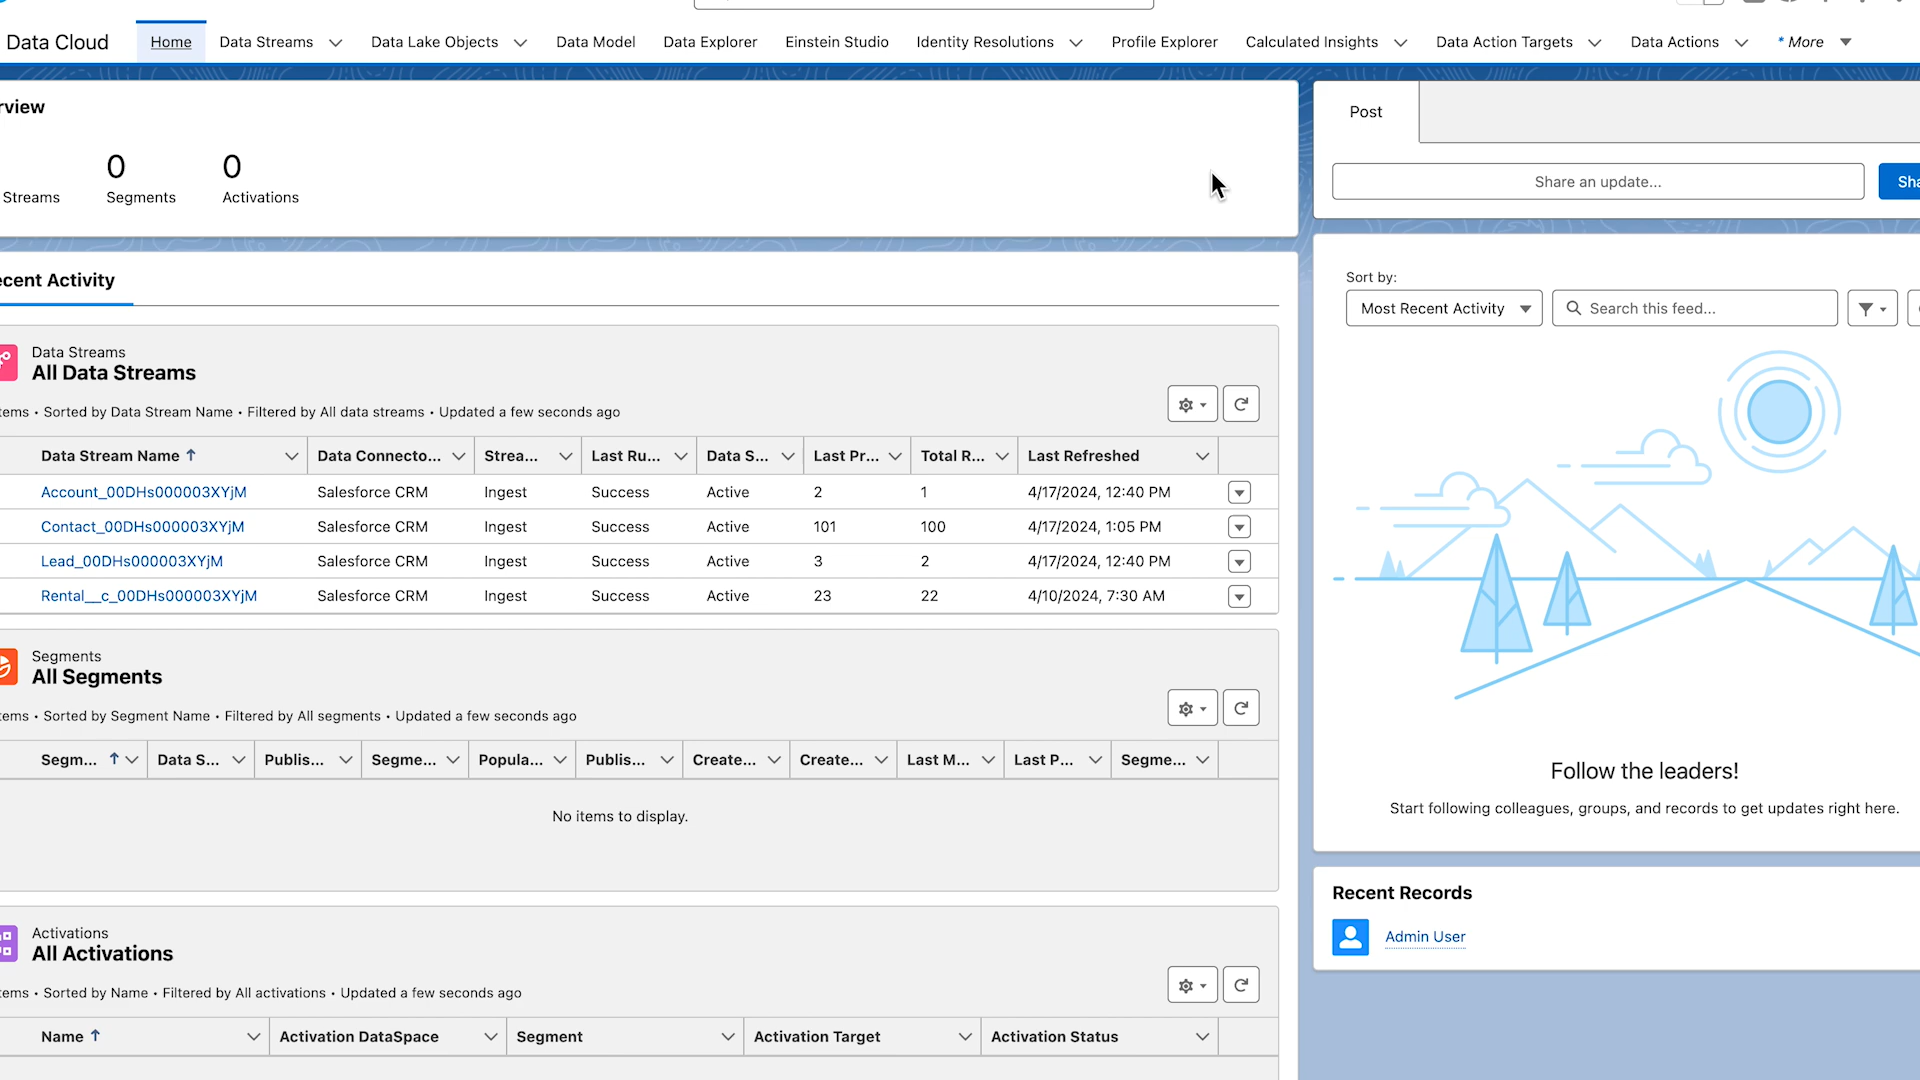 Data Cloud Home Data Streams Data Lake Objects Data Model Data Explorer Einstein Studio Identity Resolutions Profile Explorer Calculated Insights Data Action Targets Data Actions * More
rview
0 0
Streams Segments Activations
Post
Share an update...
Sha
ecent Activity
Sort by:
Most Recent Activity
Search this feed...
Data Streams
All Data Streams
tems • Sorted by Data Stream Name • Filtered by All data streams • Updated a few seconds ago
Data Stream Name ↑ Data Connecto... Strea... Last Ru... Data S... Last Pr... Total R... Last Refreshed
Account_00DHs000003XYjM Salesforce CRM Ingest Success Active 2 1 4/17/2024, 12:40 PM
Contact_00DHs000003XYjM Salesforce CRM Ingest Success Active 101 100 4/17/2024, 1:05 PM
Lead_00DHs000003XYjM Salesforce CRM Ingest Success Active 3 2 4/17/2024, 12:40 PM
Rental__c_00DHs000003XYjM Salesforce CRM Ingest Success Active 23 22 4/10/2024, 7:30 AM
Segments
All Segments
tems • Sorted by Segment Name • Filtered by All segments • Updated a few seconds ago
Segm... ↑ Data S... Publis... Segme... Popula... Publis... Create... Create... Last M... Last P... Segme...
No items to display.
Follow the leaders!
Start following colleagues, groups, and records to get updates right here.
Recent Records
Admin User
Activations
All Activations
tems • Sorted by Name • Filtered by All activations • Updated a few seconds ago
Name ↑ Activation DataSpace Segment Activation Target Activation Status